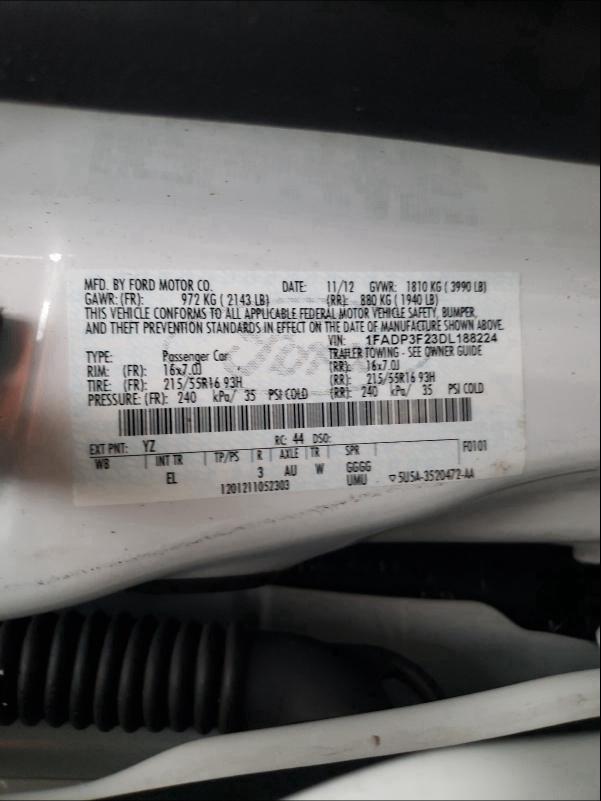 MFD. BY FORD MOTOR CO. DATE: 11/12 GVWR: 1810 KG ( 3990 LB)
GAWR: (FR): 972 KG ( 2143 LB) (RR): 880 KG ( 1940 LB)
THIS VEHICLE CONFORMS TO ALL APPLICABLE FEDERAL MOTOR VEHICLE SAFETY, BUMPER,
AND THEFT PREVENTION STANDARDS IN EFFECT ON THE DATE OF MANUFACTURE SHOWN ABOVE.
VIN: 1FADP3F23DL188224
TYPE: Passenger Car TRAILER TOWING - SEE OWNER GUIDE
RIM: (FR): 16x7.0J (RR): 16x7.0J
TIRE: (FR): 215/55R16 93H (RR): 215/55R16 93H
PRESSURE: (FR): 240 kPa/ 35 PSI COLD (RR): 240 kPa/ 35 PSI COLD
EXT PNT: YZ RC: 44 DSO: F0101
WB INT TR TP/PS R AXLE TR SPR
EL 3 AU W GGGG
1201211052303 UMU 5U5A-3520472-AA
Ford